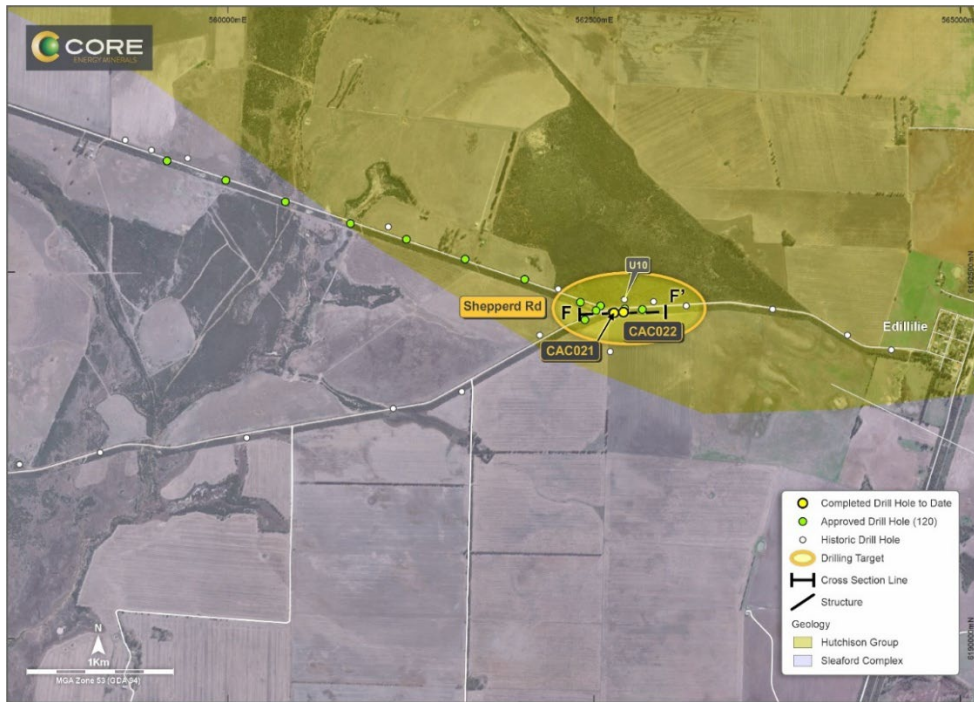 560000mE
562500mE
565000mE
CORE
ENERGY MINERALS
U10
Shepperd Rd
F
F'
CAC022
CAC021
Edillilie
Completed Drill Hole to Date
Approved Drill Hole (120)
Historic Drill Hole
Drilling Target
Cross Section Line
Structure
Geology
Hutchison Group
Sleaford Complex
N
1Km
MGA Zone 53 (GDA 94)
6190000mN